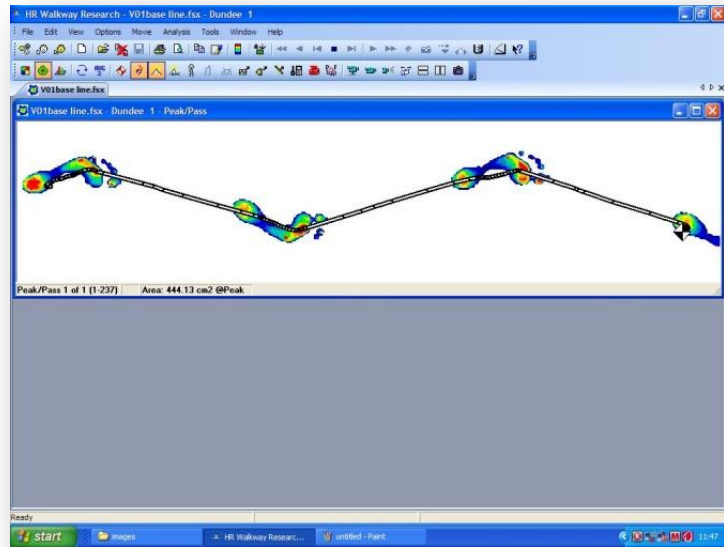 HR Walkway Research - V01base line.fsx - Dundee 1
File Edit View Options Movie Analysis Tools Window Help
V01base line.fsx
V01base line.fsx - Dundee 1 - Peak/Pass
Peak/Pass 1 of 1 (1-237) Area: 444.13 cm2 @Peak
Ready
start images HR Walkway Researc... untitled - Paint 11:47